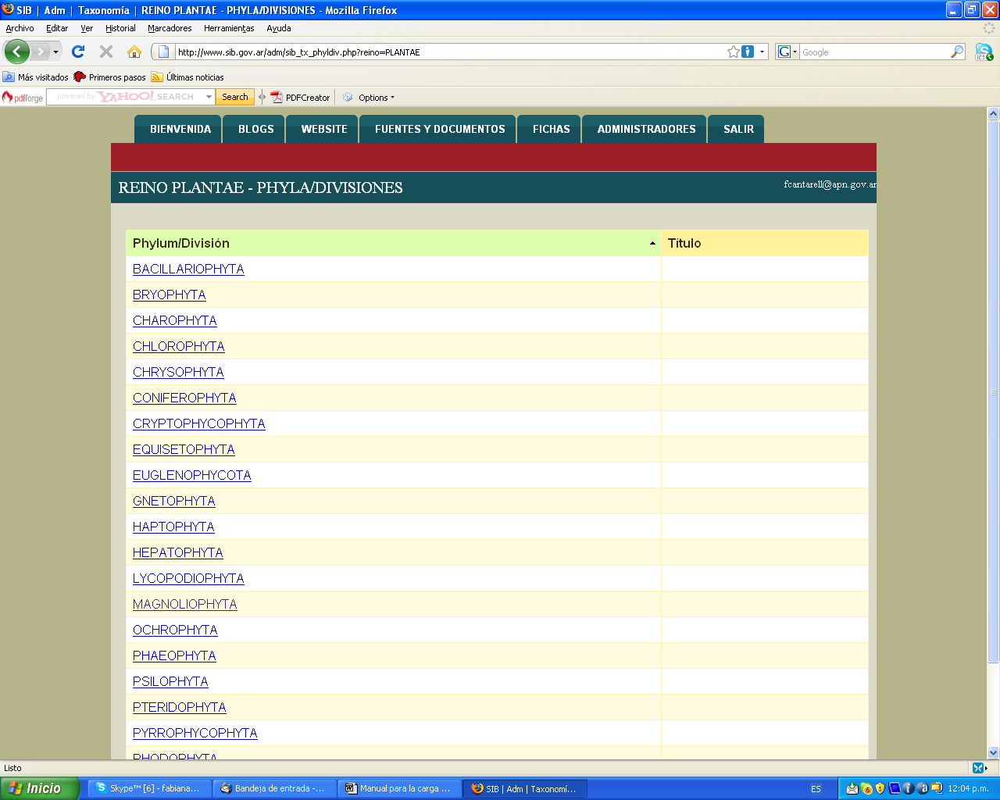 SIB | Adm | Taxonomía | REINO PLANTAE - PHYLA/DIVISIONES - Mozilla Firefox
Archivo Editar Ver Historial Marcadores Herramientas Ayuda
http://www.sib.gov.ar/adm/sib_tx_phyldiv.php?reino=PLANTAE
G Google
Más visitados Primeros pasos Últimas noticias
pdfforge powered by YAHOO! SEARCH Search PDFCreator Options
BIENVENIDA BLOGS WEBSITE FUENTES Y DOCUMENTOS FICHAS ADMINISTRADORES SALIR
REINO PLANTAE - PHYLA/DIVISIONES fcantarell@apn.gov.ar
Phylum/División Título
BACILLARIOPHYTA
BRYOPHYTA
CHAROPHYTA
CHLOROPHYTA
CHRYSOPHYTA
CONIFEROPHYTA
CRYPTOPHYCOPHYTA
EQUISETOPHYTA
EUGLENOPHYCOTA
GNETOPHYTA
HAPTOPHYTA
HEPATOPHYTA
LYCOPODIOPHYTA
MAGNOLIOPHYTA
OCHROPHYTA
PHAEOPHYTA
PSILOPHYTA
PTERIDOPHYTA
PYRROPHYCOPHYTA
RHODOPHYTA
Listo
Inicio Skype™ [6] - fabiana... Bandeja de entrada -... Manual para la carga ... SIB | Adm | Taxonomí... ES 12:04 p.m.